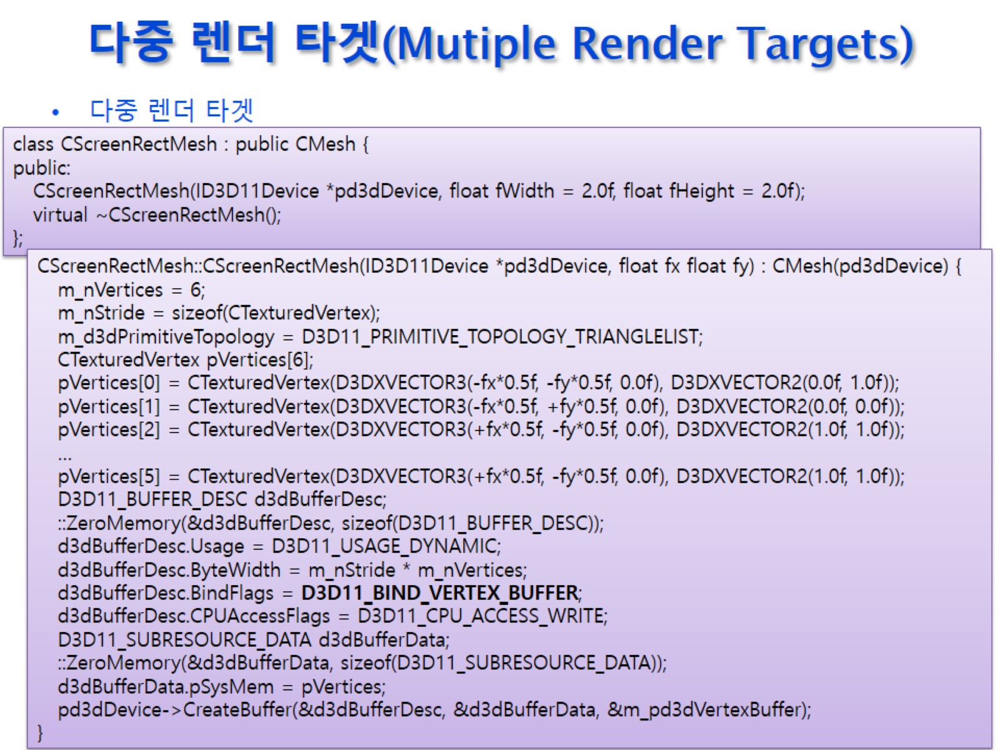 다중 렌더 타겟(Mutiple Render Targets)
• 다중 렌더 타겟
class CScreenRectMesh : public CMesh {
public:
    CScreenRectMesh(ID3D11Device *pd3dDevice, float fWidth = 2.0f, float fHeight = 2.0f);
    virtual ~CScreenRectMesh();
};
CScreenRectMesh::CScreenRectMesh(ID3D11Device *pd3dDevice, float fx float fy) : CMesh(pd3dDevice) {
    m_nVertices = 6;
    m_nStride = sizeof(CTexturedVertex);
    m_d3dPrimitiveTopology = D3D11_PRIMITIVE_TOPOLOGY_TRIANGLELIST;
    CTexturedVertex pVertices[6];
    pVertices[0] = CTexturedVertex(D3DXVECTOR3(-fx*0.5f, -fy*0.5f, 0.0f), D3DXVECTOR2(0.0f, 1.0f));
    pVertices[1] = CTexturedVertex(D3DXVECTOR3(-fx*0.5f, +fy*0.5f, 0.0f), D3DXVECTOR2(0.0f, 0.0f));
    pVertices[2] = CTexturedVertex(D3DXVECTOR3(+fx*0.5f, -fy*0.5f, 0.0f), D3DXVECTOR2(1.0f, 1.0f));
    ...
    pVertices[5] = CTexturedVertex(D3DXVECTOR3(+fx*0.5f, -fy*0.5f, 0.0f), D3DXVECTOR2(1.0f, 1.0f));
    D3D11_BUFFER_DESC d3dBufferDesc;
    ::ZeroMemory(&d3dBufferDesc, sizeof(D3D11_BUFFER_DESC));
    d3dBufferDesc.Usage = D3D11_USAGE_DYNAMIC;
    d3dBufferDesc.ByteWidth = m_nStride * m_nVertices;
    d3dBufferDesc.BindFlags = D3D11_BIND_VERTEX_BUFFER;
    d3dBufferDesc.CPUAccessFlags = D3D11_CPU_ACCESS_WRITE;
    D3D11_SUBRESOURCE_DATA d3dBufferData;
    ::ZeroMemory(&d3dBufferData, sizeof(D3D11_SUBRESOURCE_DATA));
    d3dBufferData.pSysMem = pVertices;
    pd3dDevice->CreateBuffer(&d3dBufferDesc, &d3dBufferData, &m_pd3dVertexBuffer);
}